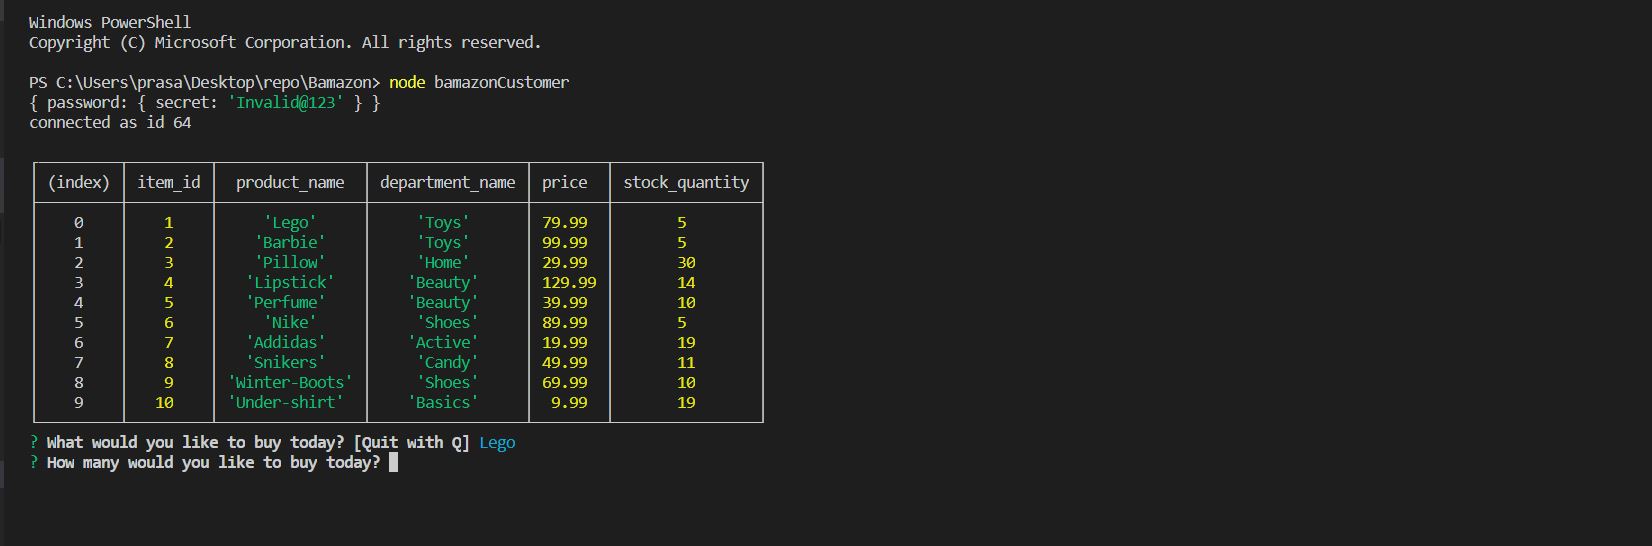 Windows PowerShell
Copyright (C) Microsoft Corporation. All rights reserved.
PS C:\Users\prasa\Desktop\repo\Bamazon> node bamazonCustomer
{ password: { secret: 'Invalid@123' } }
connected as id 64
(index) item_id product_name department_name price stock_quantity
0 1 'Lego' 'Toys' 79.99 5
1 2 'Barbie' 'Toys' 99.99 5
2 3 'Pillow' 'Home' 29.99 30
3 4 'Lipstick' 'Beauty' 129.99 14
4 5 'Perfume' 'Beauty' 39.99 10
5 6 'Nike' 'Shoes' 89.99 5
6 7 'Addidas' 'Active' 19.99 19
7 8 'Snikers' 'Candy' 49.99 11
8 9 'Winter-Boots' 'Shoes' 69.99 10
9 10 'Under-shirt' 'Basics' 9.99 19
? What would you like to buy today? [Quit with Q] Lego
? How many would you like to buy today?